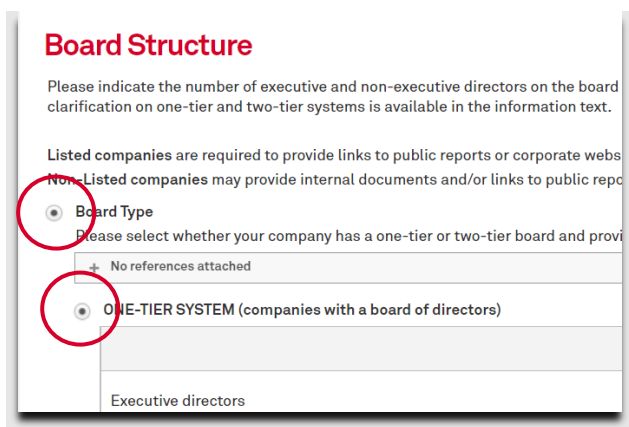 Board Structure
Please indicate the number of executive and non-executive directors on the board
clarification on one-tier and two-tier systems is available in the information text.
Listed companies are required to provide links to public reports or corporate webs
Non-Listed companies may provide internal documents and/or links to public repo
Board Type
Please select whether your company has a one-tier or two-tier board and provi
+ No references attached
ONE-TIER SYSTEM (companies with a board of directors)
Executive directors